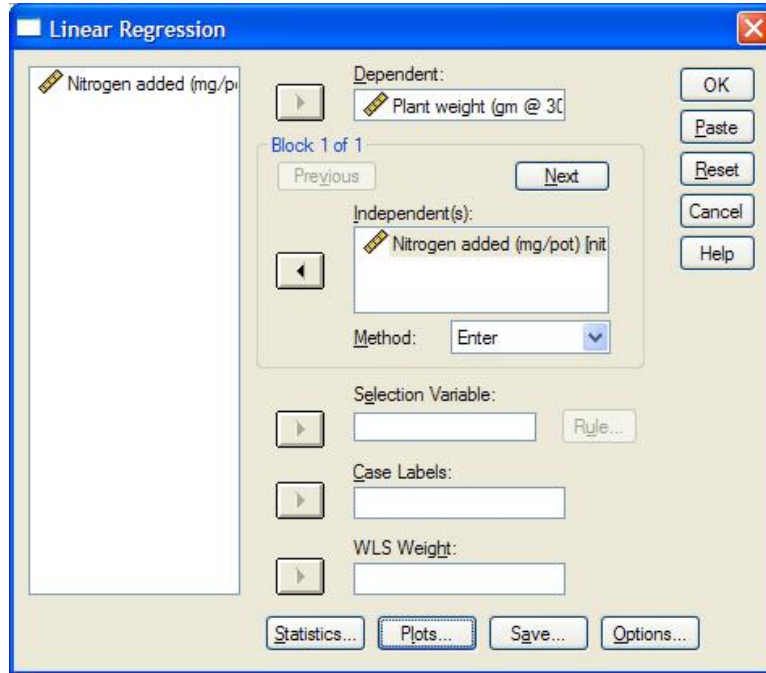 Linear Regression
Nitrogen added (mg/p
Dependent:
Plant weight (gm @ 30
Block 1 of 1
Previous
Next
Independent(s):
Nitrogen added (mg/pot) [nit
Method:
Enter
Selection Variable:
Rule...
Case Labels:
WLS Weight:
OK
Paste
Reset
Cancel
Help
Statistics...
Plots...
Save...
Options...